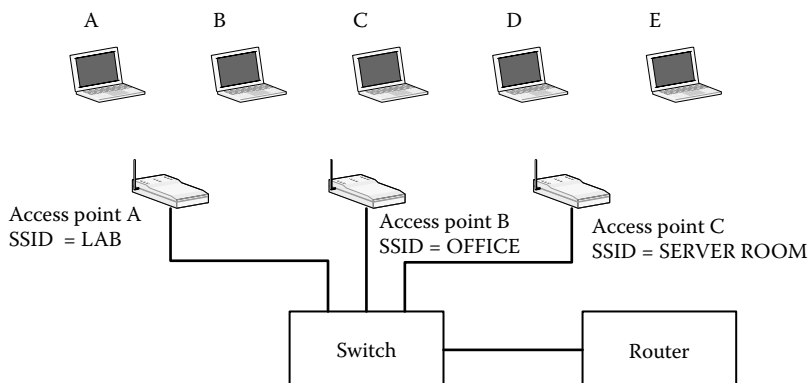 A B C D E
Access point A
SSID = LAB
Access point B
SSID = OFFICE
Access point C
SSID = SERVER ROOM
Switch
Router